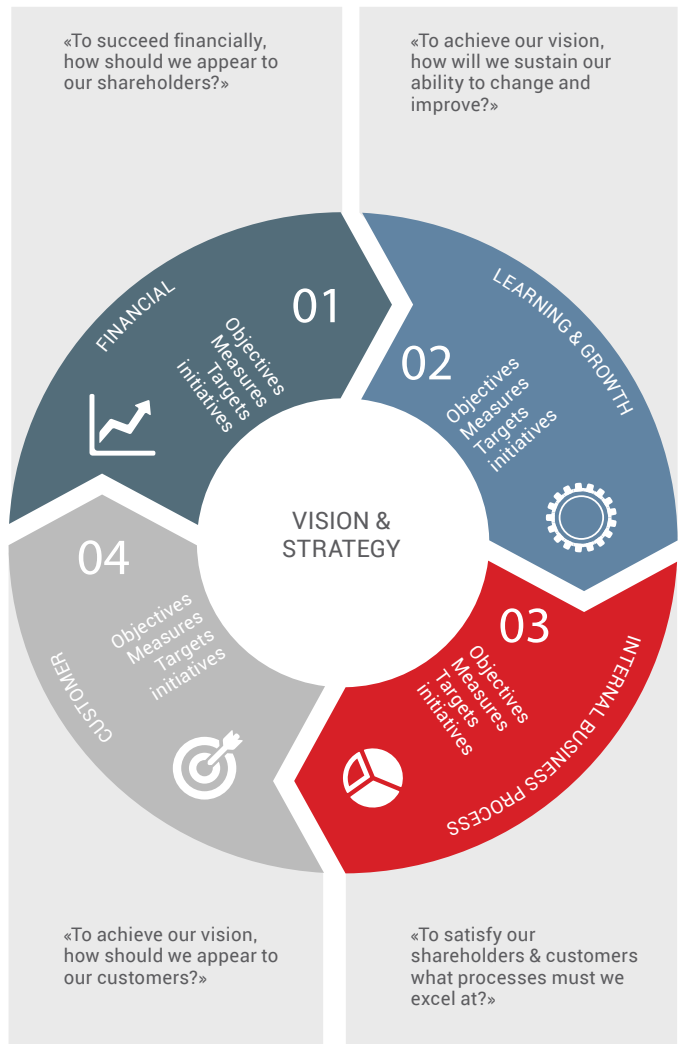 «To succeed financially,
how should we appear to
our shareholders?»
«To achieve our vision,
how will we sustain our
ability to change and
improve?»
FINANCIAL
01
Objectives
Measures
Targets
initiatives
LEARNING & GROWTH
02
Objectives
Measures
Targets
initiatives
VISION &
STRATEGY
03
Objectives
Measures
Targets
initiatives
INTERNAL BUSINESS PROCESS
04
Objectives
Measures
Targets
initiatives
CUSTOMER
«To achieve our vision,
how should we appear to
our customers?»
«To satisfy our
shareholders & customers
what processes must we
excel at?»